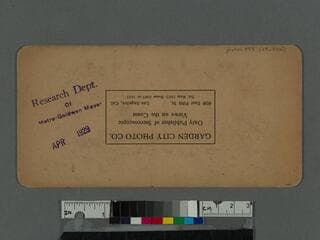 Research Dept.
Of
Metro-Goldwyn Mayer
APR 1929
GARDEN CITY PHOTO CO.
Only Publisher of Stereoscopic
Views on the Coast
Los Angeles, Cal.